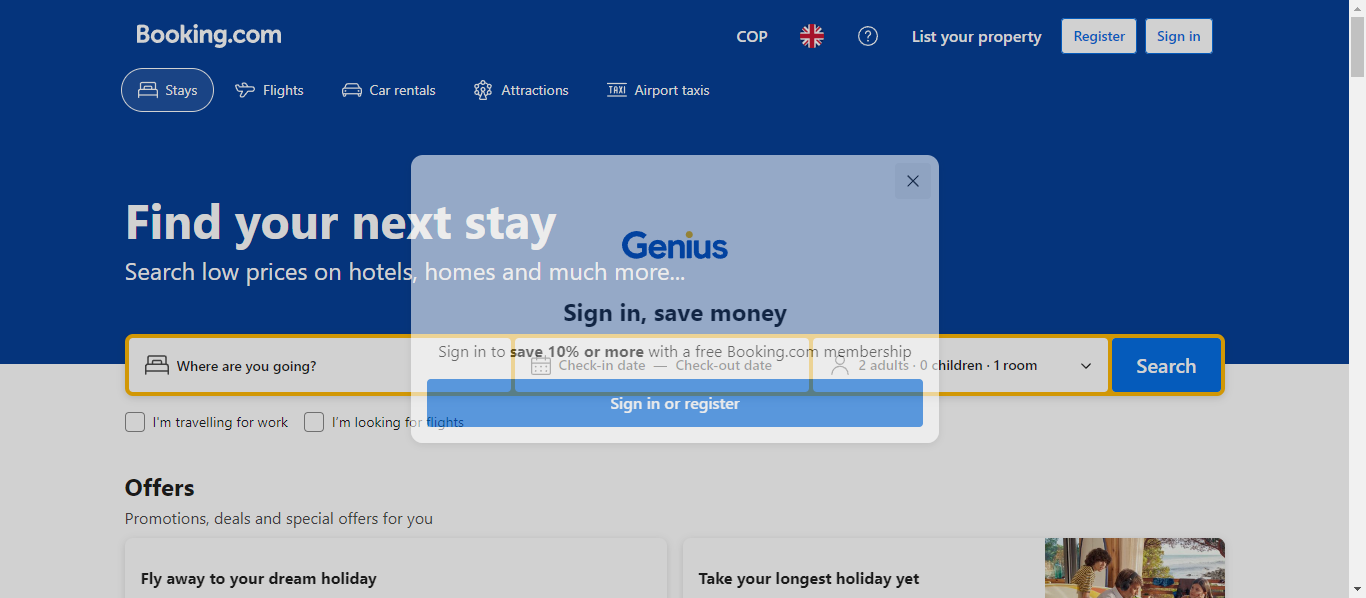 Booking.com
COP
List your property
Register
Sign in
Stays
Flights
Car rentals
Attractions
TAXI
Airport taxis
Find your next stay
Search low prices on hotels, homes and much more...
Genius
Sign in, save money
Sign in to save 10% or more with a free Booking.com membership
Sign in or register
Where are you going?
Check-in date — Check-out date
2 adults · 0 children · 1 room
Search
I'm travelling for work
I'm looking for flights
Offers
Promotions, deals and special offers for you
Fly away to your dream holiday
Take your longest holiday yet